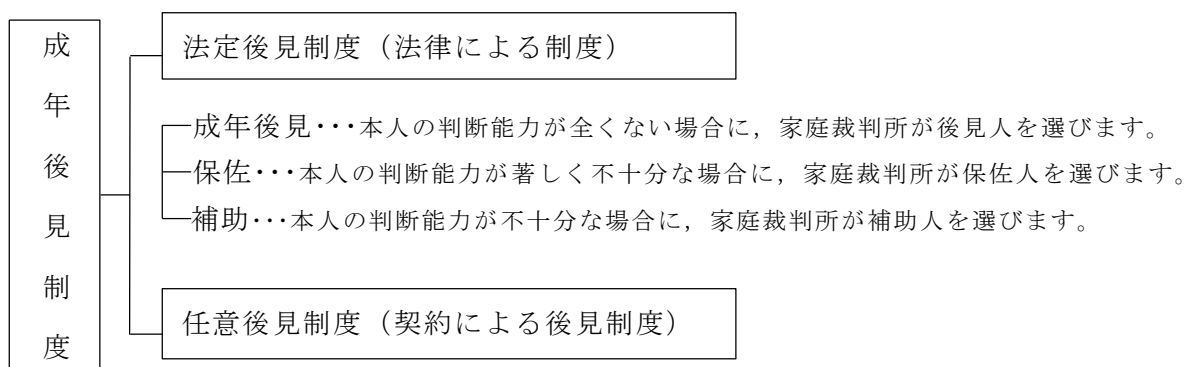 成年後見制度
法定後見制度（法律による制度）
成年後見･･･本人の判断能力が全くない場合に，家庭裁判所が後見人を選びます。
保佐･･･本人の判断能力が著しく不十分な場合に，家庭裁判所が保佐人を選びます。
補助･･･本人の判断能力が不十分な場合に，家庭裁判所が補助人を選びます。
任意後見制度（契約による後見制度）